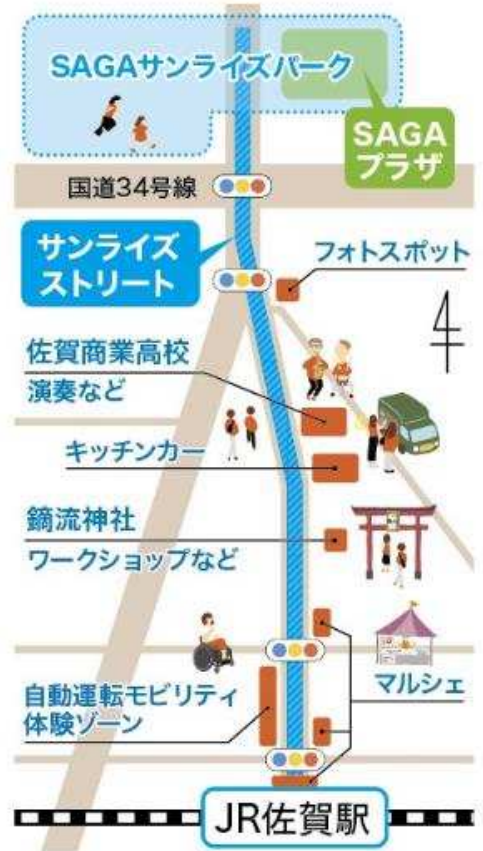 SAGAサンライズパーク
SAGA
プラザ
国道34号線
サンライズ
ストリート
フォトスポット
佐賀商業高校
演奏など
キッチンカー
鏑流神社
ワークショップなど
マルシェ
自動運転モビリティ
体験ゾーン
JR佐賀駅